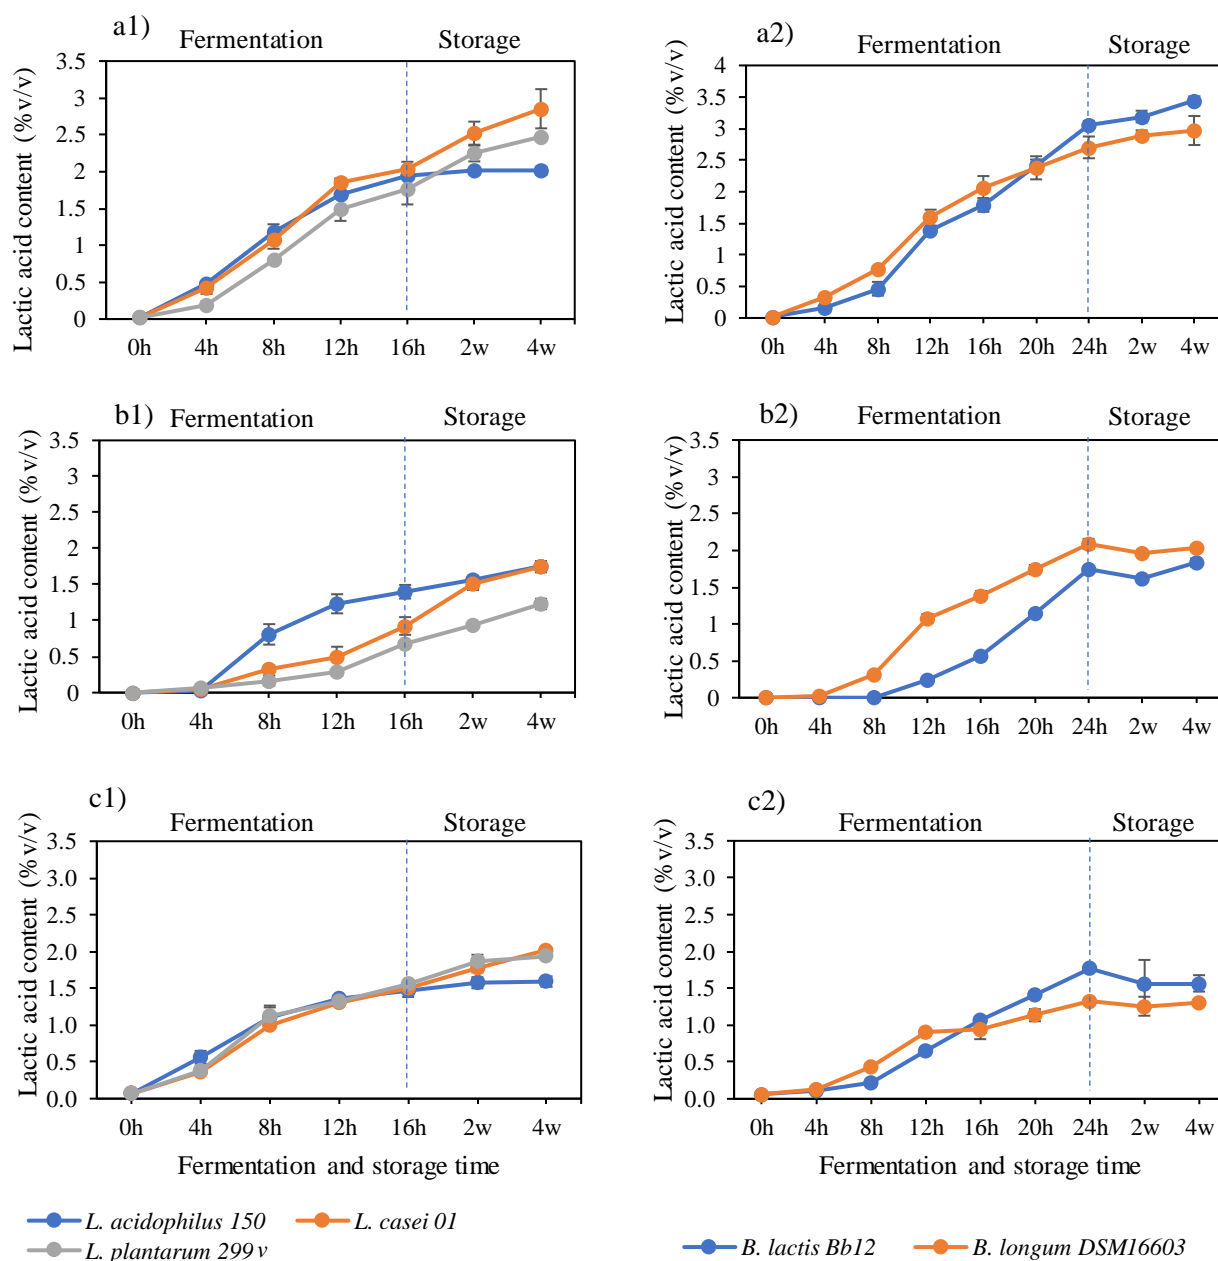 a1)
Fermentation
Storage
Lactic acid content (%v/v)
3.5
3
2.5
2
1.5
1
0.5
0
0h 4h 8h 12h 16h 2w 4w
a2)
Fermentation
Storage
Lactic acid content (%v/v)
4
3.5
3
2.5
2
1.5
1
0.5
0
0h 4h 8h 12h 16h 20h 24h 2w 4w
b1)
Fermentation
Storage
Lactic acid content (%v/v)
3.5
3
2.5
2
1.5
1
0.5
0
0h 4h 8h 12h 16h 2w 4w
b2)
Fermentation
Storage
Lactic acid content (%v/v)
3.5
3
2.5
2
1.5
1
0.5
0
0h 4h 8h 12h 16h 20h 24h 2w 4w
c1)
Fermentation
Storage
Lactic acid content (%v/v)
3.5
3.0
2.5
2.0
1.5
1.0
0.5
0.0
0h 4h 8h 12h 16h 2w 4w
Fermentation and storage time
c2)
Fermentation
Storage
Lactic acid content (%v/v)
3.5
3.0
2.5
2.0
1.5
1.0
0.5
0.0
0h 4h 8h 12h 16h 20h 24h 2w 4w
Fermentation and storage time
L. acidophilus 150
L. casei 01
L. plantarum 299v
B. lactis Bb12
B. longum DSM16603